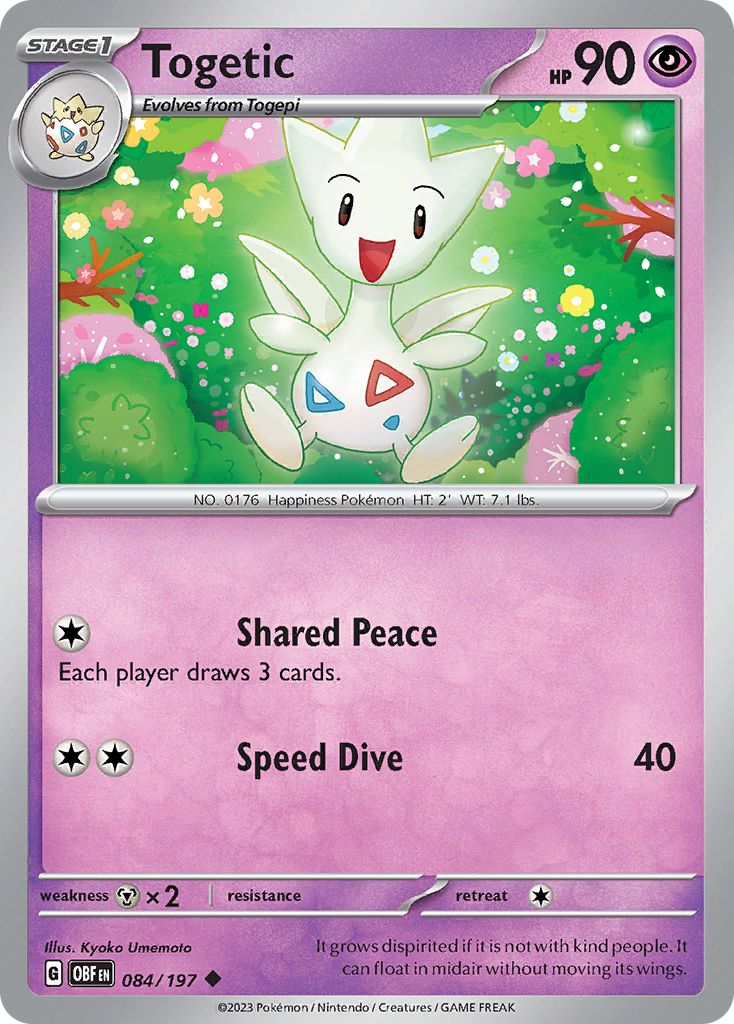 STAGE 1
Togetic
HP 90
Evolves from Togepi
NO. 0176 Happiness Pokémon HT: 2' WT: 7.1 lbs.
Shared Peace
Each player draws 3 cards.
Speed Dive 40
weakness ×2 resistance retreat
Illus. Kyoko Umemoto
It grows dispirited if it is not with kind people. It
can float in midair without moving its wings.
G OBF EN 084/197
©2023 Pokémon / Nintendo / Creatures / GAME FREAK